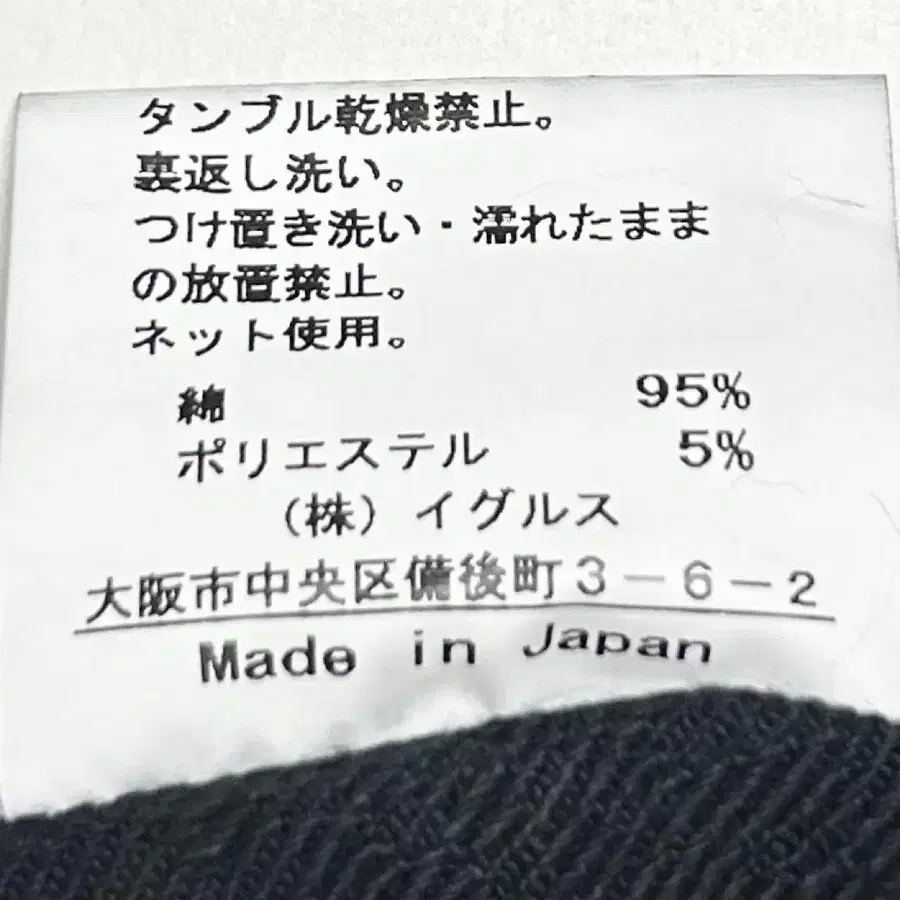 タンブル乾燥禁止。
裏返し洗い。
つけ置き洗い・濡れたまま
の放置禁止。
ネット使用。
綿 95%
ポリエステル 5%
(株)イグルス
大阪市中央区備後町3-6-2
Made in Japan